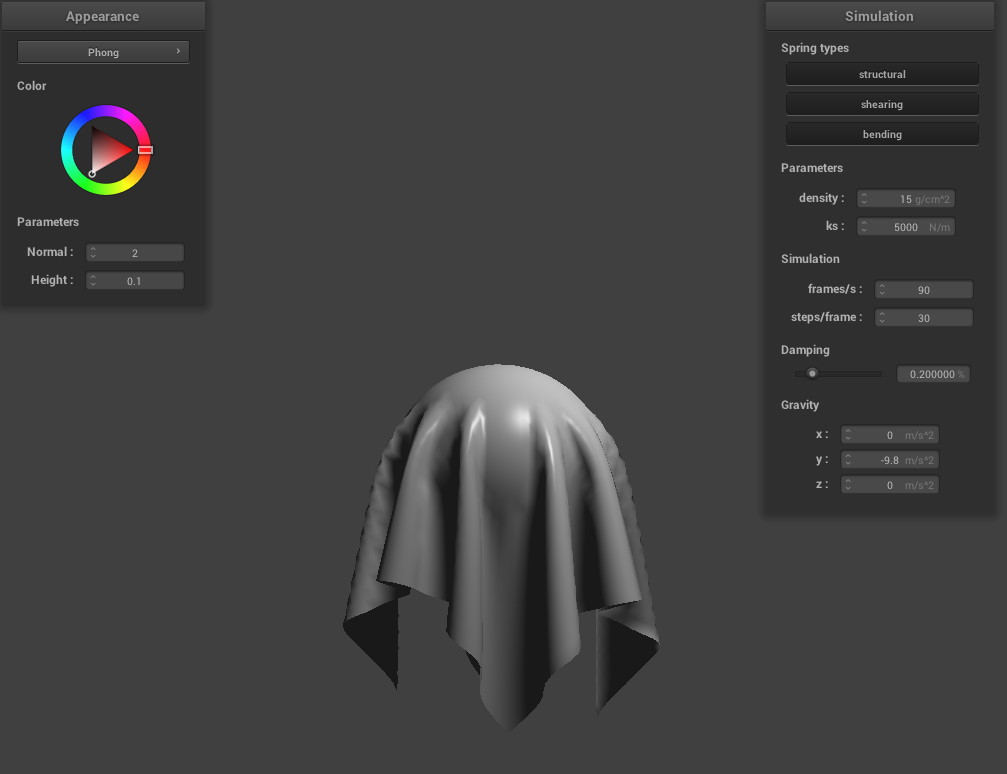 Appearance
Phong
Color
Parameters
Normal : 2
Height : 0.1
Simulation
Spring types
structural
shearing
bending
Parameters
density : 15 g/cm^2
ks : 5000 N/m
Simulation
frames/s : 90
steps/frame : 30
Damping
0.200000 %
Gravity
x : 0 m/s^2
y : -9.8 m/s^2
z : 0 m/s^2